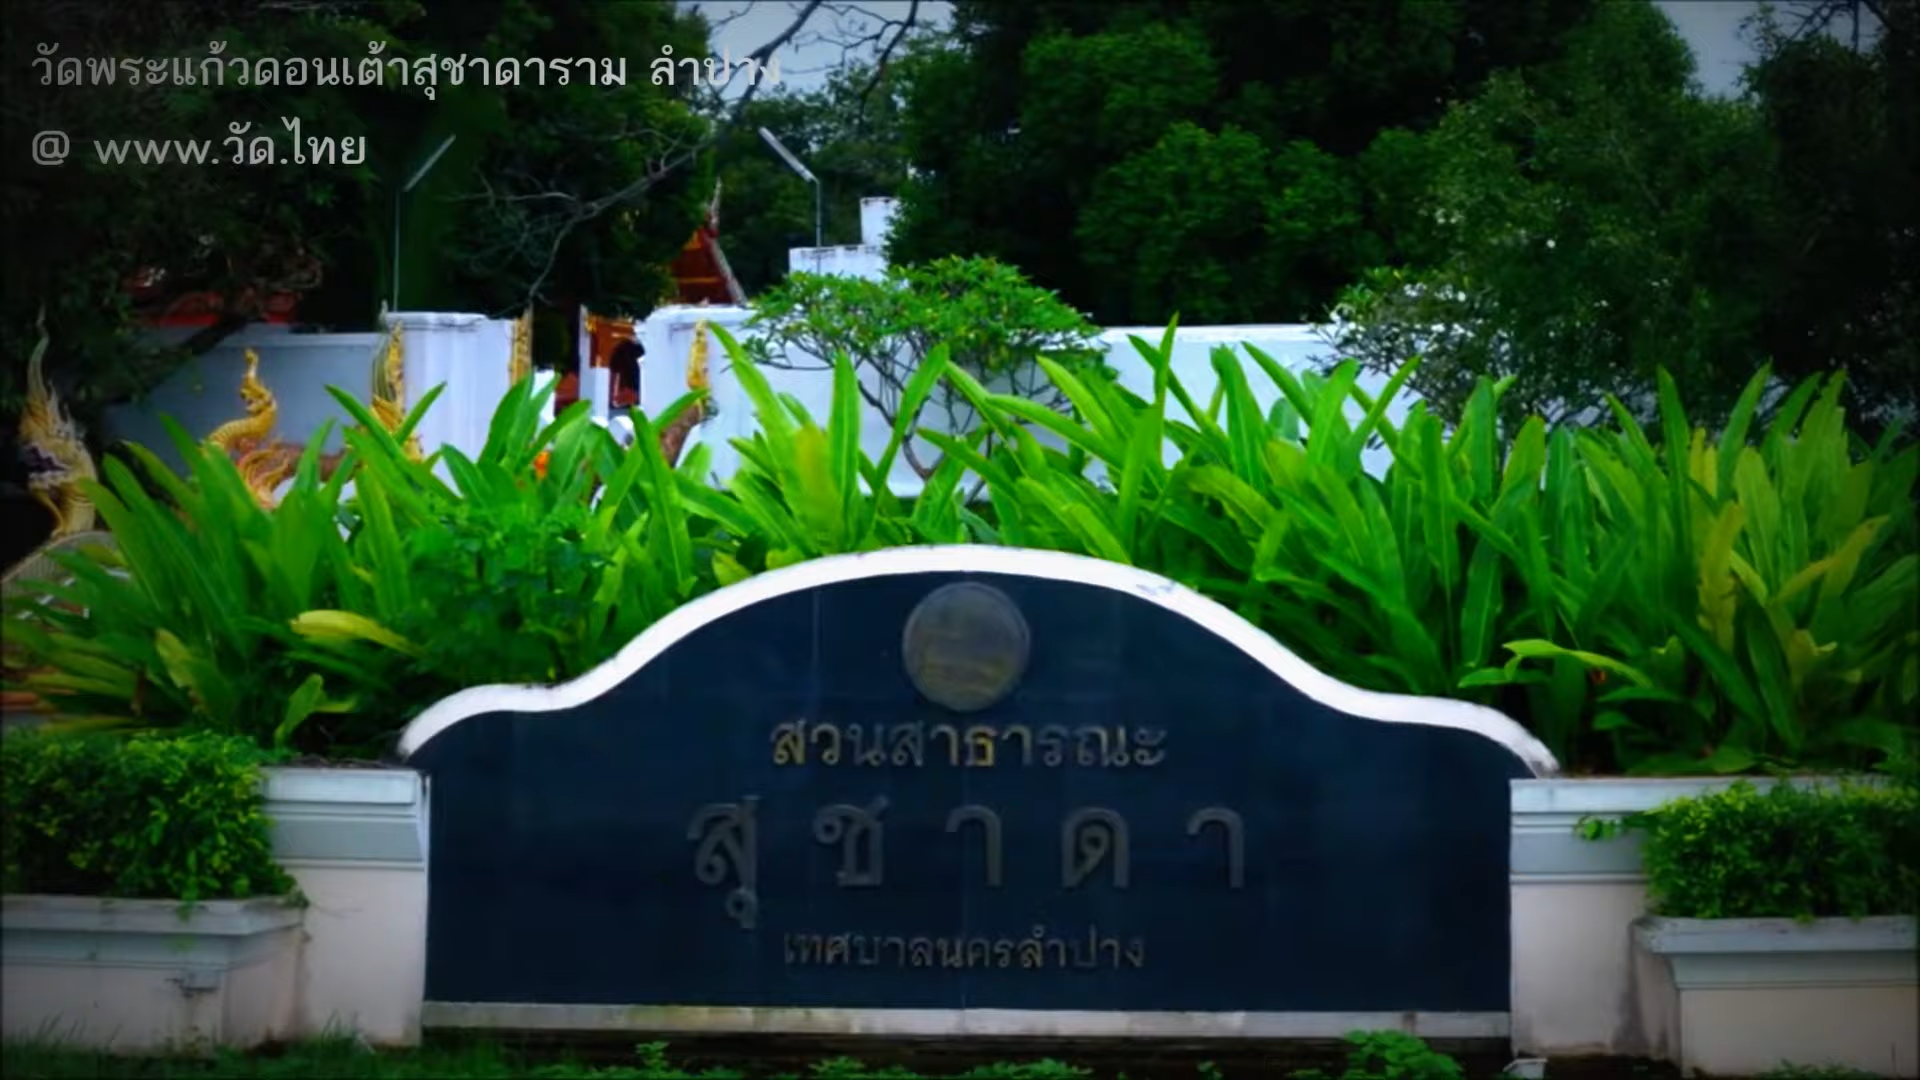 วัดพระแก้วดอนเต้าสุชาดาราม ลำปาง
@ www.วัด.ไทย
สวนสาธารณะ
สุชาดา
เทศบาลนครลำปาง